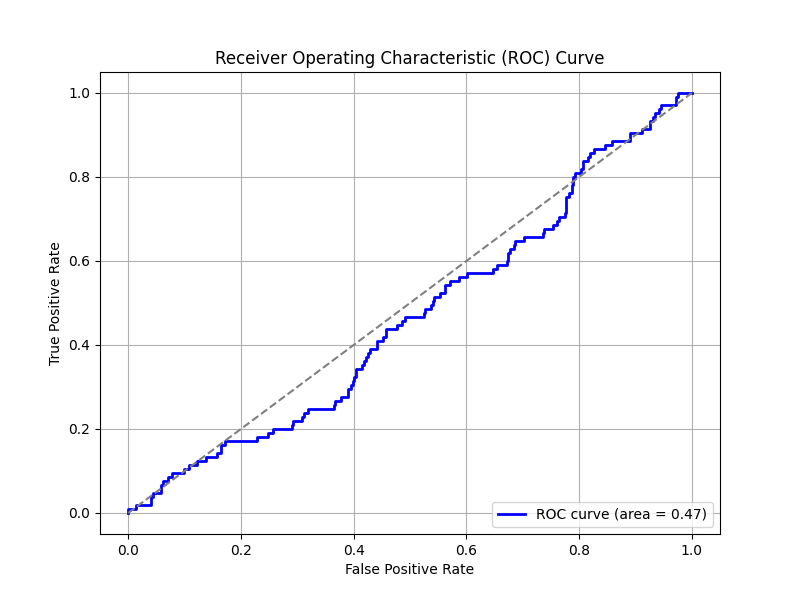 Receiver Operating Characteristic (ROC) Curve
1.0
0.8
0.6
0.4
0.2
0.0
True Positive Rate
ROC curve (area = 0.47)
0.0 0.2 0.4 0.6 0.8 1.0
False Positive Rate